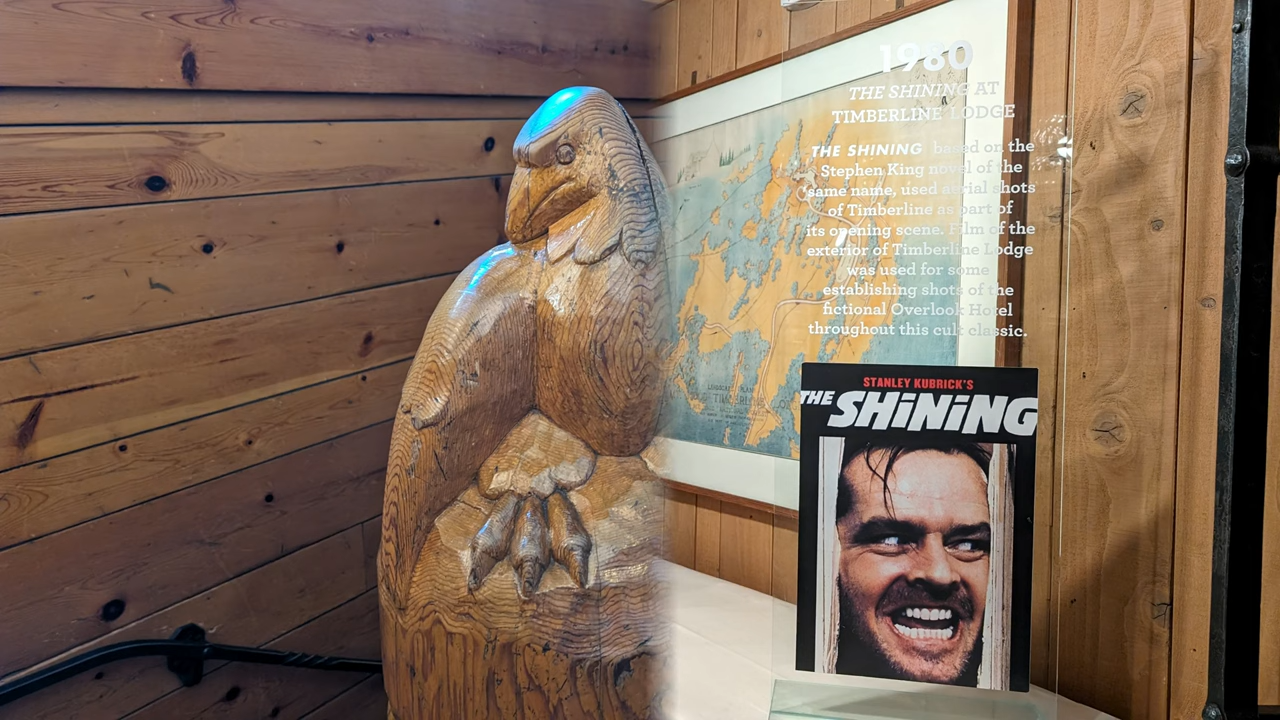 1980
THE SHINING AT
TIMBERLINE LODGE
THE SHINING based on the
Stephen King novel of the
same name, used aerial shots
of Timberline as part of
its opening scene. Film of the
exterior of Timberline Lodge
was used for some
establishing shots of the
fictional Overlook Hotel
throughout this cult classic.
STANLEY KUBRICK'S
THE SHiNiNG